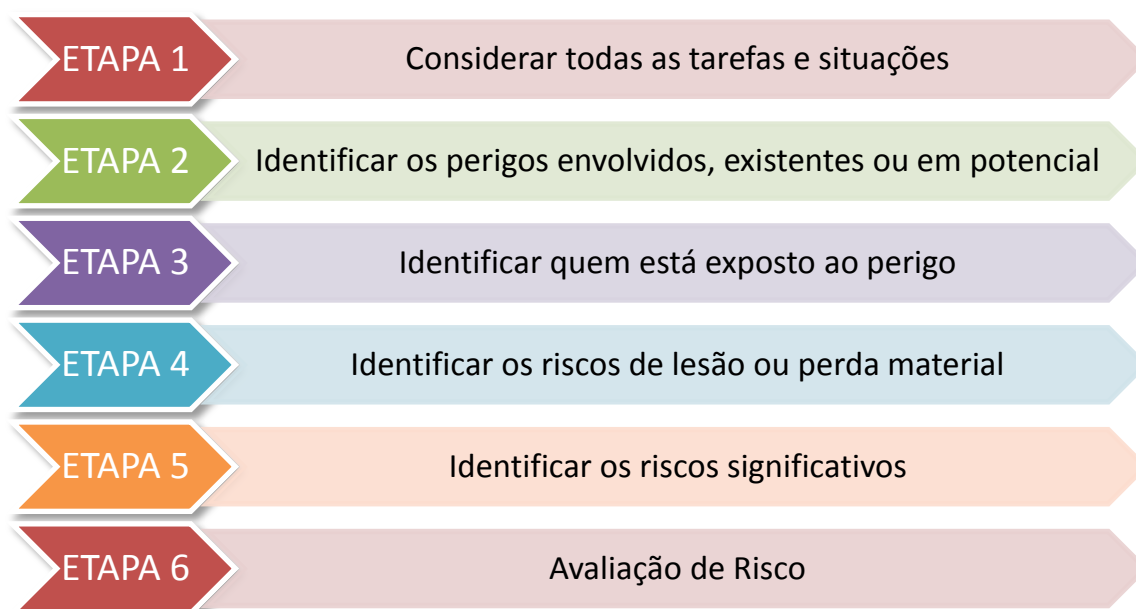 ETAPA 1 Considerar todas as tarefas e situações
ETAPA 2 Identificar os perigos envolvidos, existentes ou em potencial
ETAPA 3 Identificar quem está exposto ao perigo
ETAPA 4 Identificar os riscos de lesão ou perda material
ETAPA 5 Identificar os riscos significativos
ETAPA 6 Avaliação de Risco